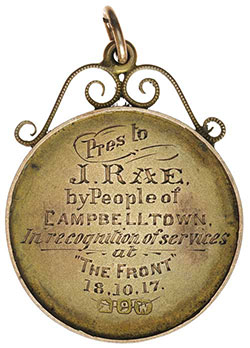 Pres to
J. RAE.
by People of
CAMPBELLTOWN,
In recognition of services
at
"THE FRONT"
18.10.17.